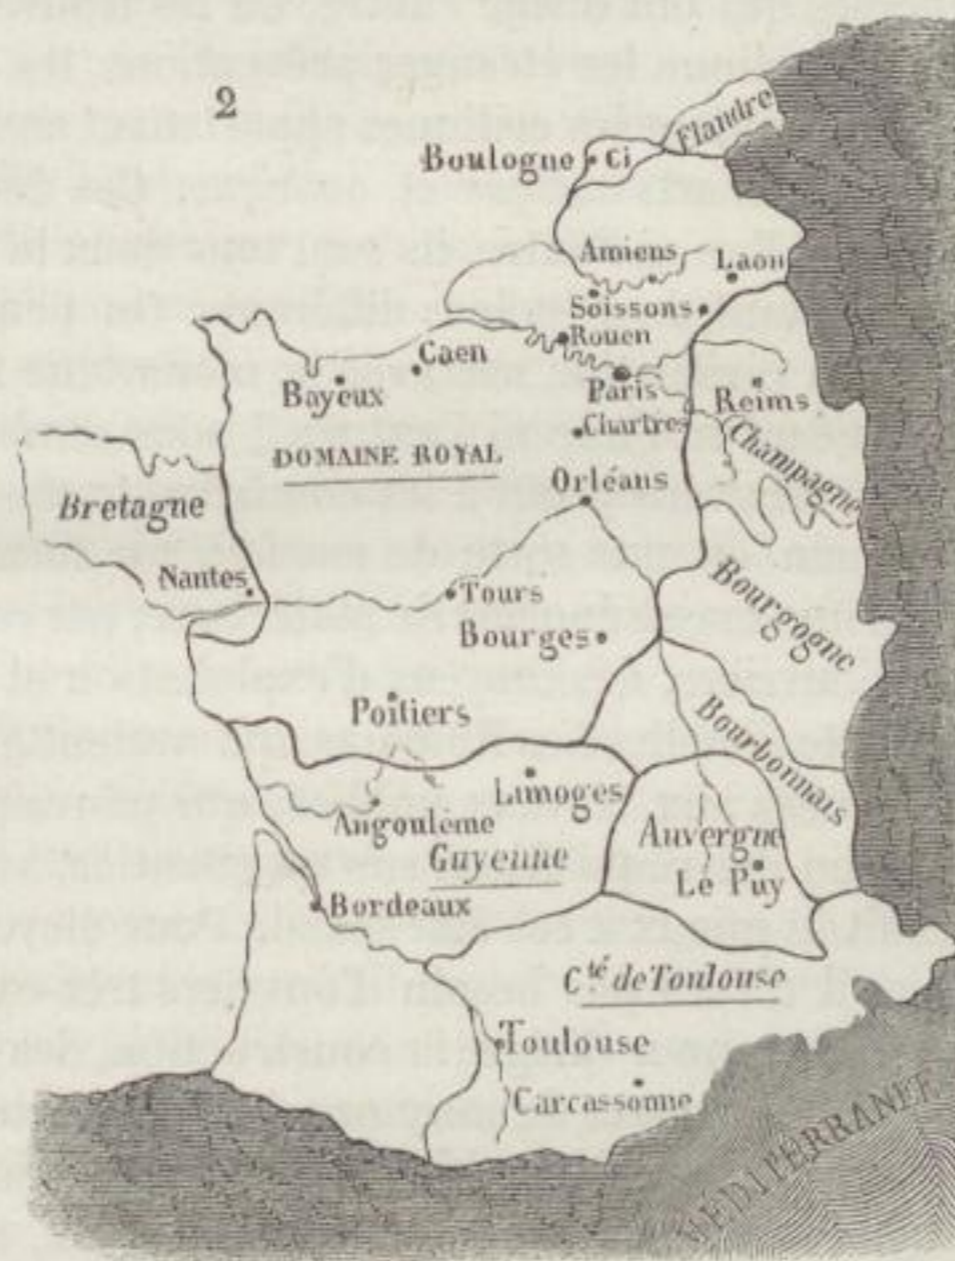 2
Flandre
Boulogne Ci
Amiens
Laon
Soissons
Rouen
Caen
Bayeux
Paris
Reims
Chartres
Champagne
DOMAINE ROYAL
Orléans
Bretagne
Nantes
Tours
Bourgogne
Bourges
Poitiers
Bourbonnais
Limoges
Angoulème
Auvergne
Guyenne
Le Puy
Bordeaux
Cté. de Toulouse
Toulouse
Carcassonne
MÉDITERRANÉE